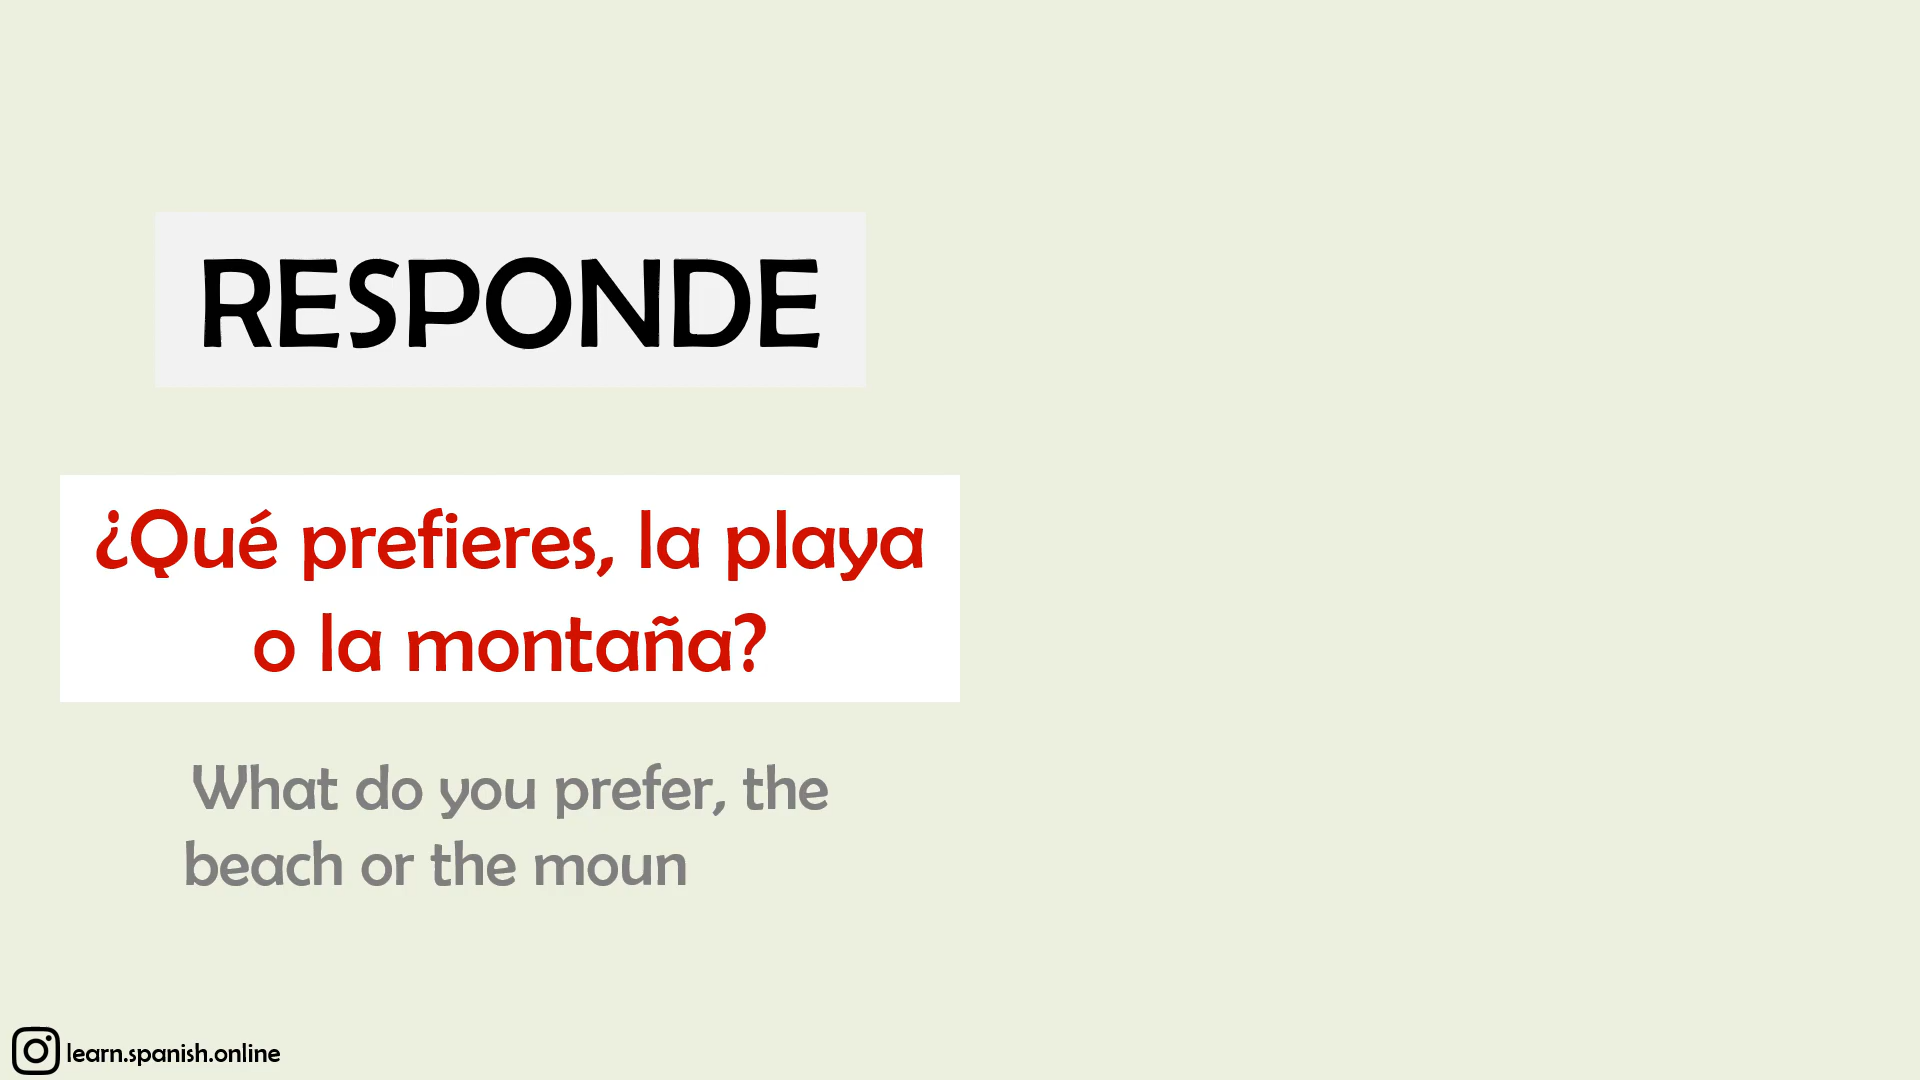 RESPONDE
¿Qué prefieres, la playa
o la montaña?
What do you prefer, the
beach or the moun
learn.spanish.online